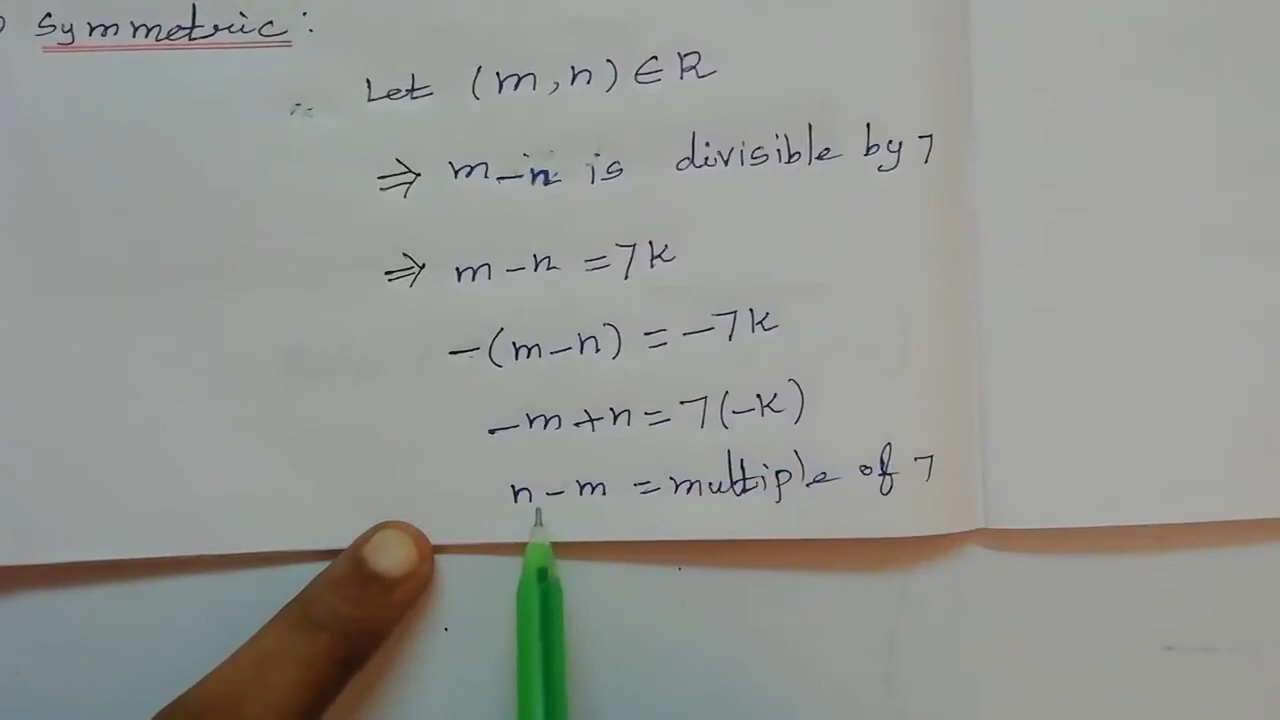 Symmetric:
Let (m,n) ∈ R
⇒ m-n is divisible by 7
⇒ m-n = 7k
-(m-n) = -7k
-m+n = 7(-k)
n-m = multiple of 7